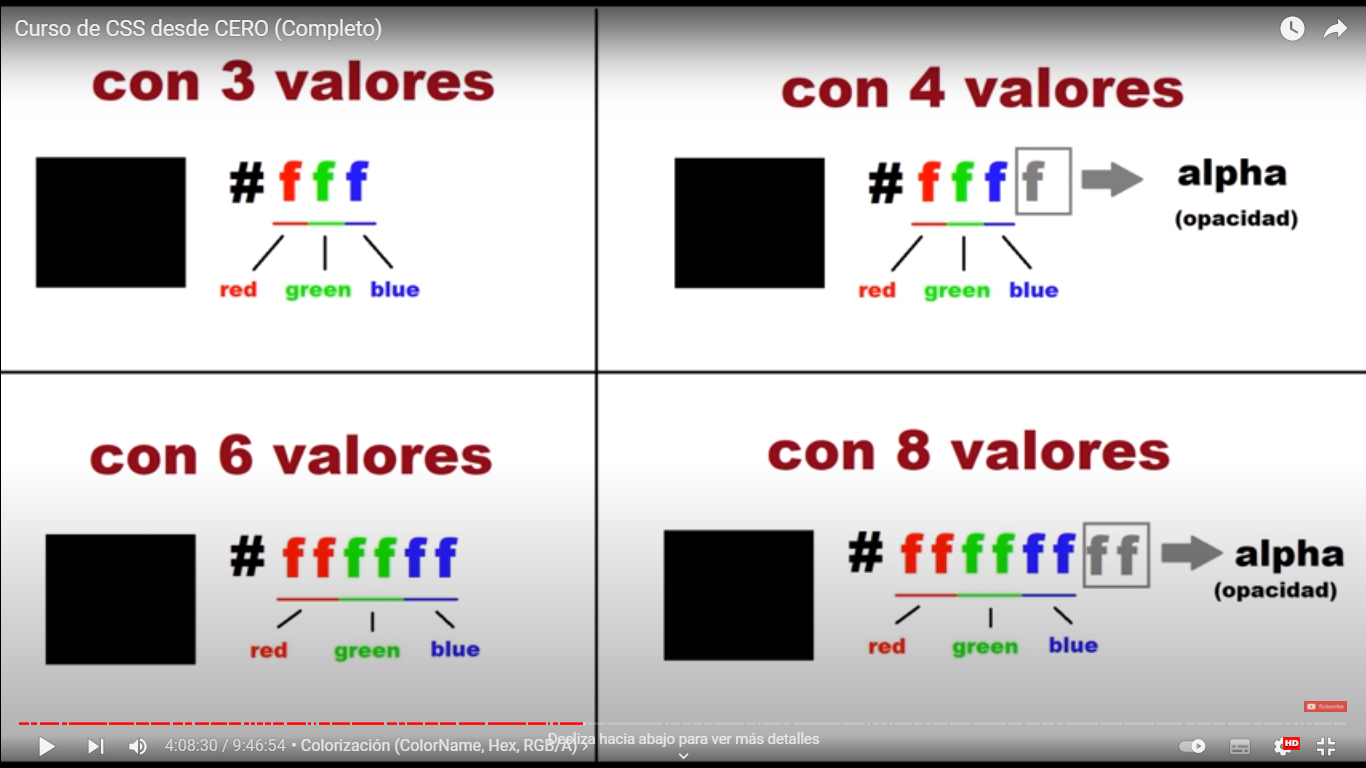 Curso de CSS desde CERO (Completo)
con 3 valores
# f f f
red green blue
con 4 valores
# f f f f
alpha
(opacidad)
red green blue
con 6 valores
# f f f f f f
red green blue
con 8 valores
# f f f f f f f f
alpha
(opacidad)
red green blue
Subscribe
4:08:30 / 9:46:54 • Colorización (ColorName, Hex, RGB/A) ›
Desliza hacia abajo para ver más detalles
HD